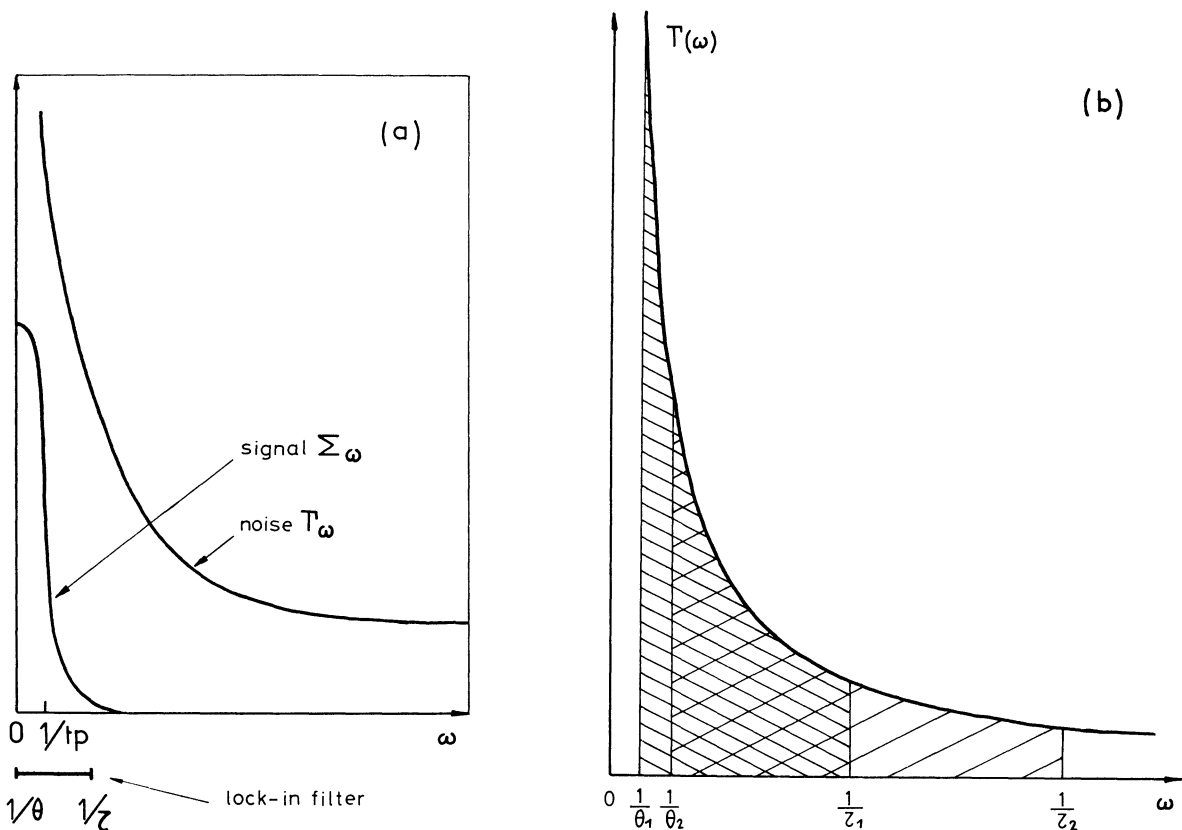 (a)
signal Σω
noise Τω
0 1/tp ω
1/θ 1/τ
lock-in filter
Τ(ω)
(b)
0 1/θ1 1/θ2 1/τ1 1/τ2 ω